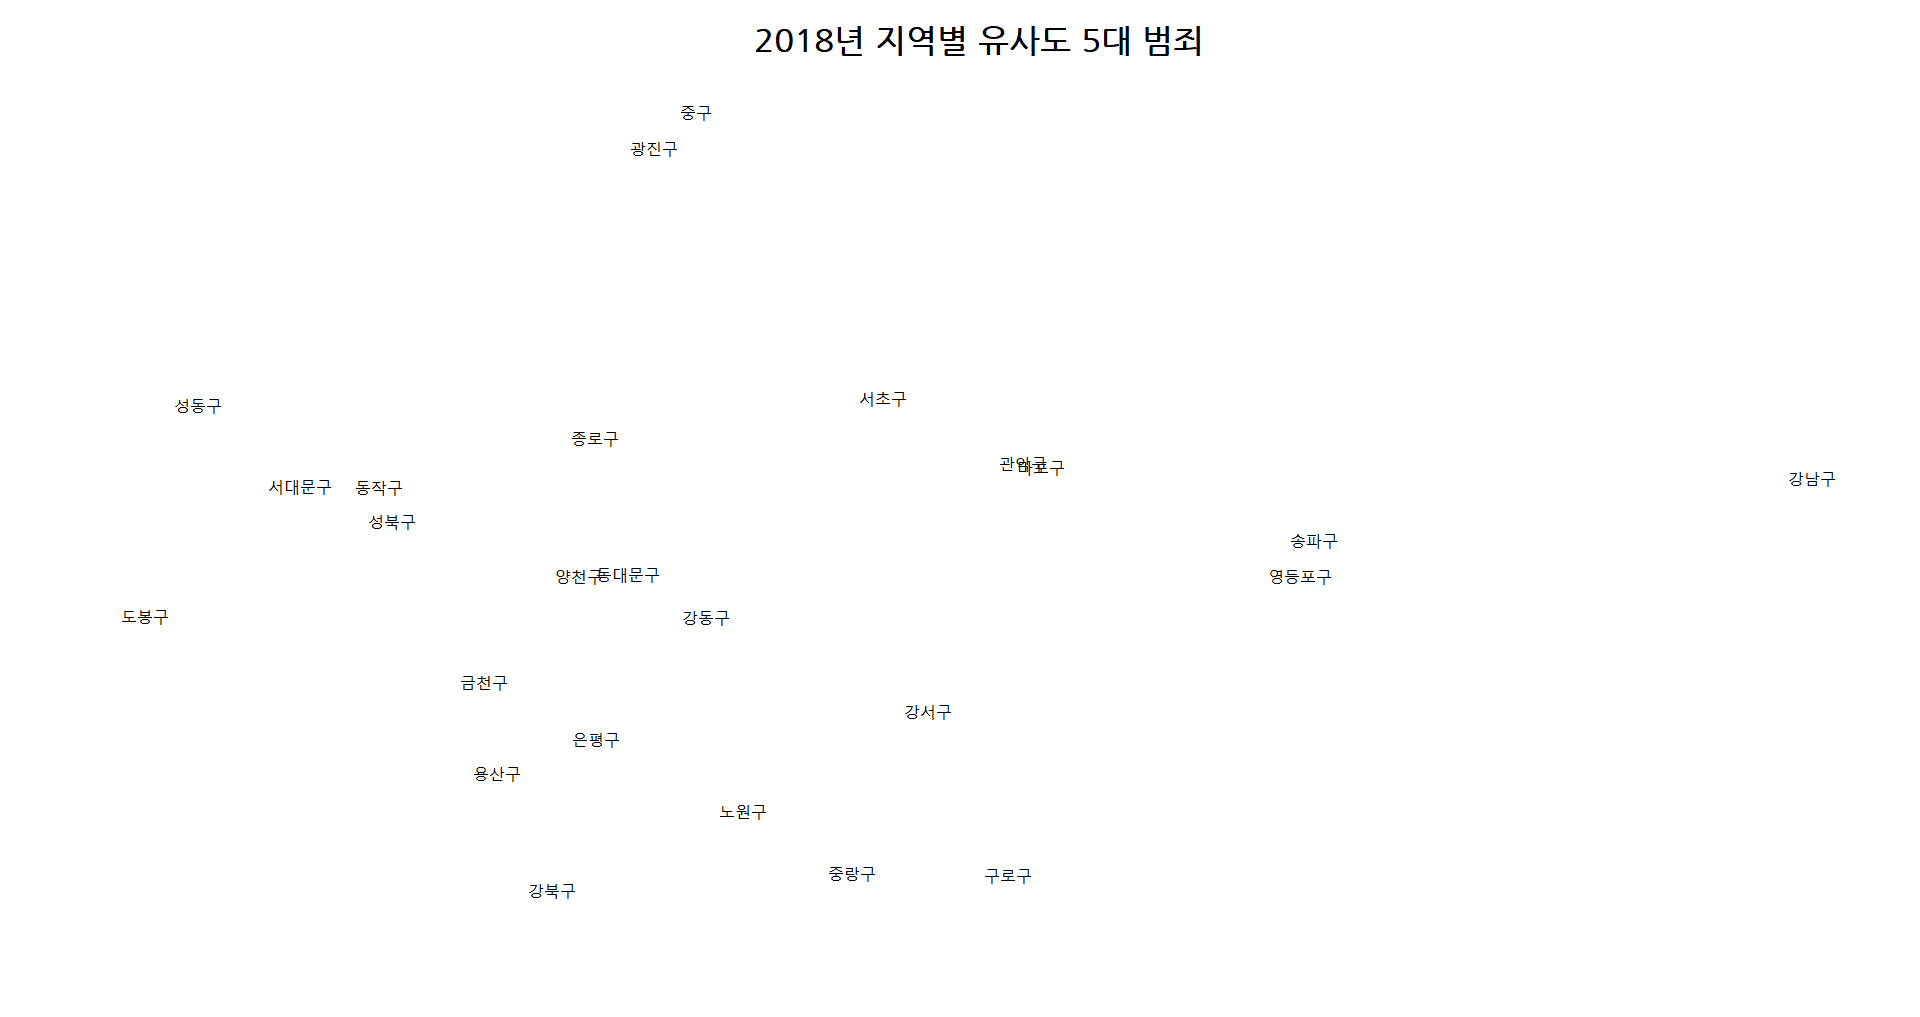 2018년 지역별 유사도 5대 범죄
중구
광진구
서초구
성동구
종로구
관악구
마포구
강남구
서대문구
동작구
성북구
송파구
양천구
동대문구
영등포구
도봉구
강동구
금천구
강서구
은평구
용산구
노원구
중랑구
구로구
강북구